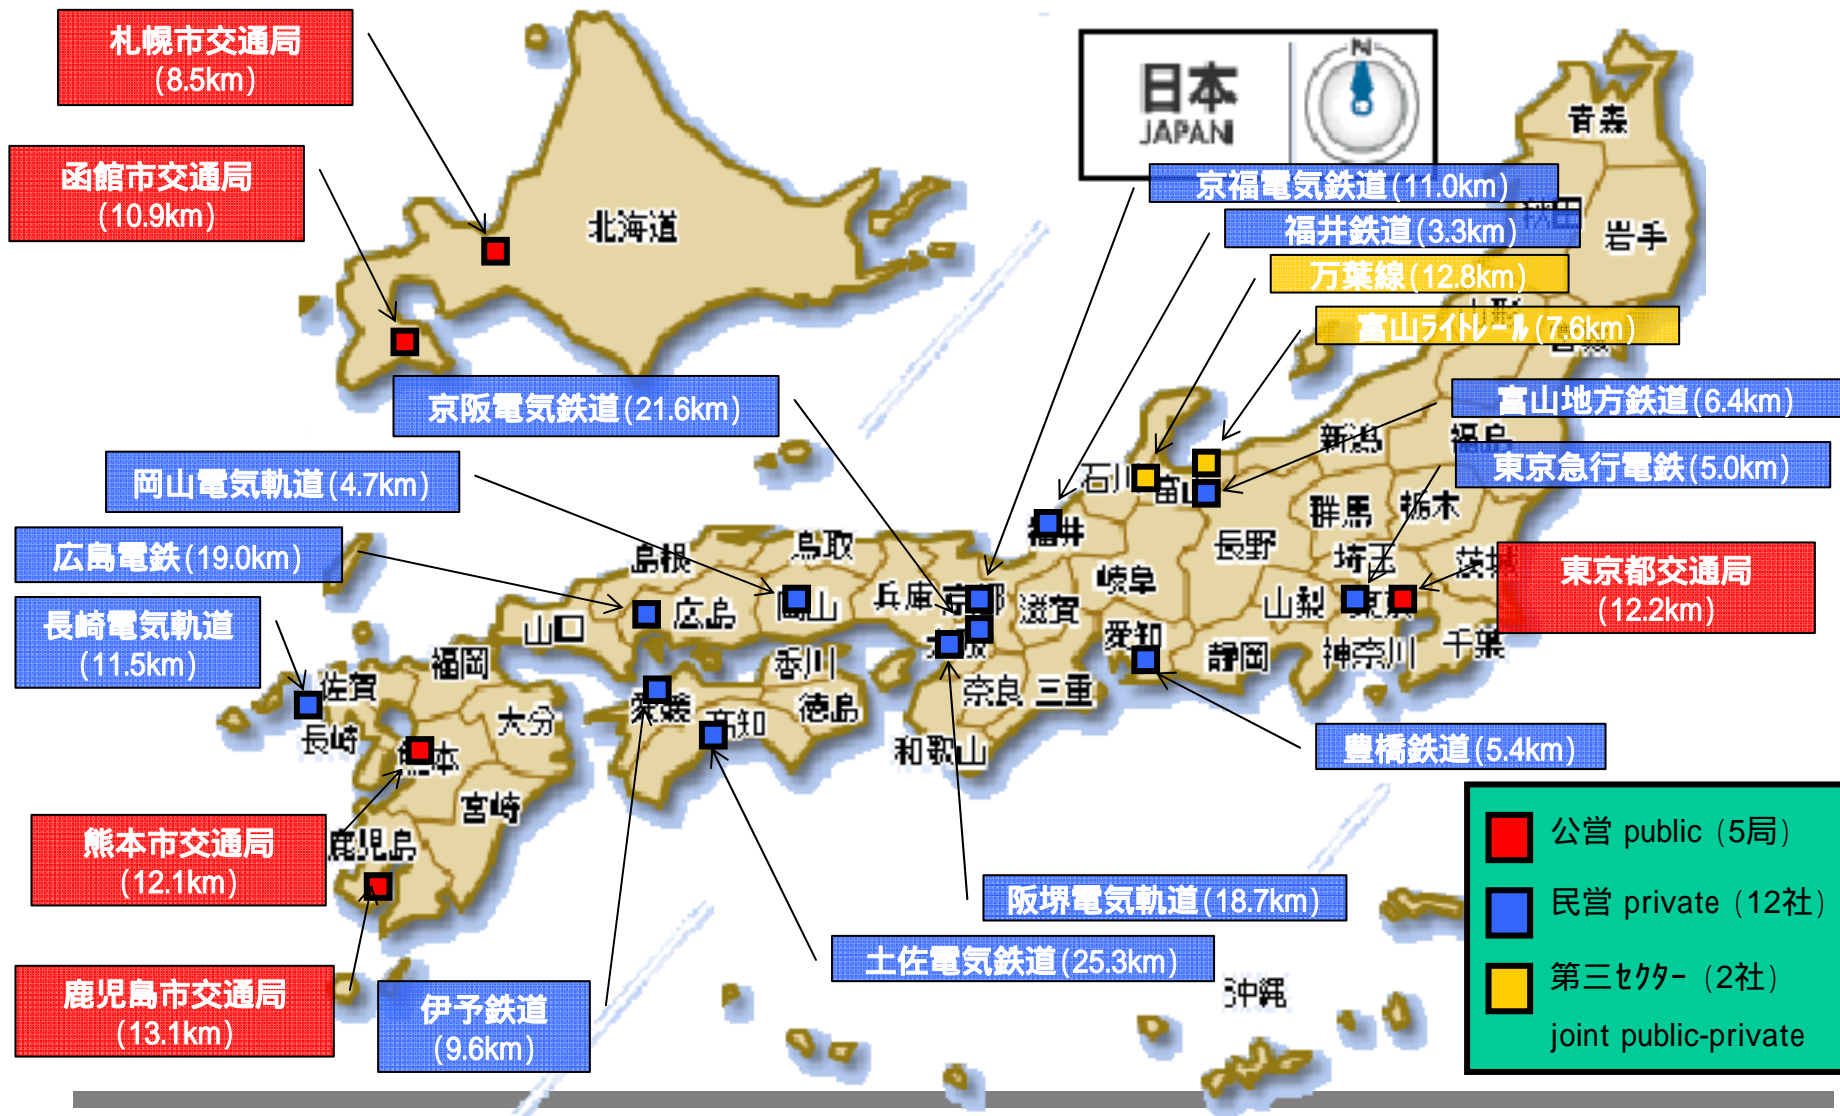 札幌市交通局
(8.5km)
函館市交通局
(10.9km)
北海道
日本
JAPAN
N
青森
秋田
岩手
京福電気鉄道(11.0km)
福井鉄道(3.3km)
万葉線(12.8km)
富山ライトレール(7.6km)
京阪電気鉄道(21.6km)
富山地方鉄道(6.4km)
新潟
福島
東京急行電鉄(5.0km)
岡山電気軌道(4.7km)
石川
富山
群馬
栃木
福井
長野
広島電鉄(19.0km)
島根
鳥取
岐阜
埼玉
茨城
東京都交通局
(12.2km)
長崎電気軌道
(11.5km)
山口
広島
岡山
兵庫
京都
滋賀
山梨
東京
大阪
愛知
静岡
神奈川
千葉
福岡
佐賀
香川
奈良
三重
大分
愛媛
高知
徳島
長崎
和歌山
熊本
豊橋鉄道(5.4km)
宮崎
熊本市交通局
(12.1km)
鹿児島
公営 public (5局)
民営 private (12社)
第三セクター (2社)
joint public-private
阪堺電気軌道(18.7km)
土佐電気鉄道(25.3km)
鹿児島市交通局
(13.1km)
伊予鉄道
(9.6km)
沖縄